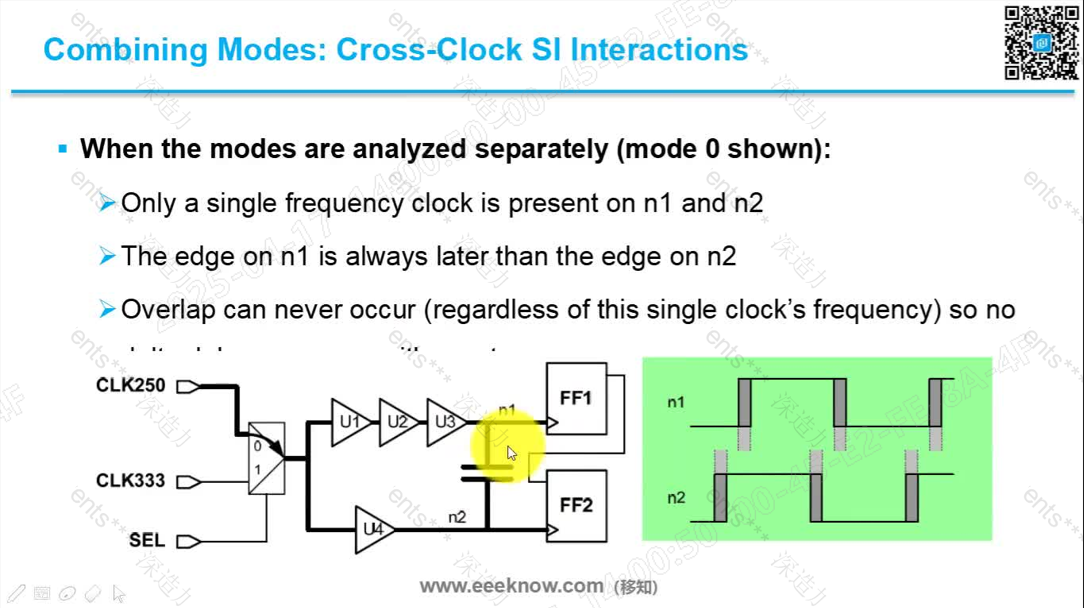 Combining Modes: Cross-Clock SI Interactions
When the modes are analyzed separately (mode 0 shown):
Only a single frequency clock is present on n1 and n2
The edge on n1 is always later than the edge on n2
Overlap can never occur (regardless of this single clock's frequency) so no
CLK250
CLK333
SEL
0
1
U1
U2
U3
U4
n1
n2
FF1
FF2
n1
n2
www.eeeknow.com (移知)